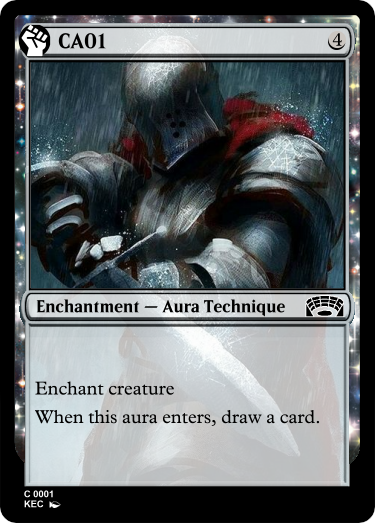 CA01
4
Enchantment — Aura Technique
Enchant creature
When this aura enters, draw a card.
C 0001
KEC